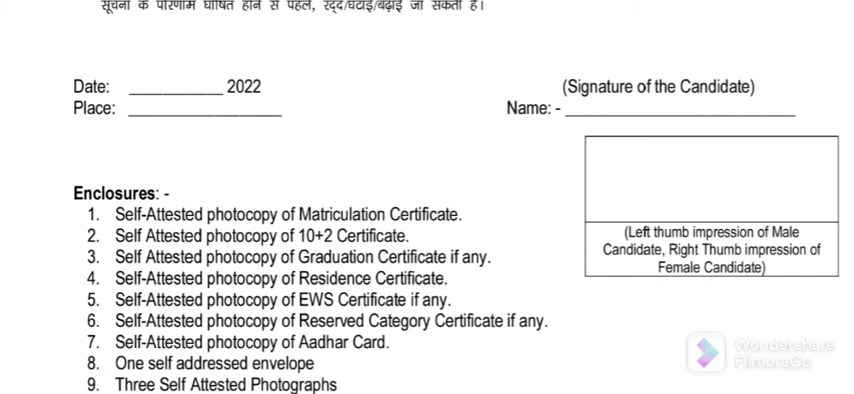 सूचना के परिणाम घोषित होने से पहले, रद्द/घटाई/बढ़ाई जा सकती है।
Date: ____________ 2022
(Signature of the Candidate)
Place: ____________________
Name: - ______________________________
Enclosures: -
1. Self-Attested photocopy of Matriculation Certificate.
2. Self Attested photocopy of 10+2 Certificate.
3. Self-Attested photocopy of Graduation Certificate if any.
4. Self-Attested photocopy of Residence Certificate.
5. Self-Attested photocopy of EWS Certificate if any.
6. Self-Attested photocopy of Reserved Category Certificate if any.
7. Self-Attested photocopy of Aadhar Card.
8. One self addressed envelope
9. Three Self Attested Photographs
(Left thumb impression of Male
Candidate, Right Thumb impression of
Female Candidate)
Wondershare
FilmoraGo